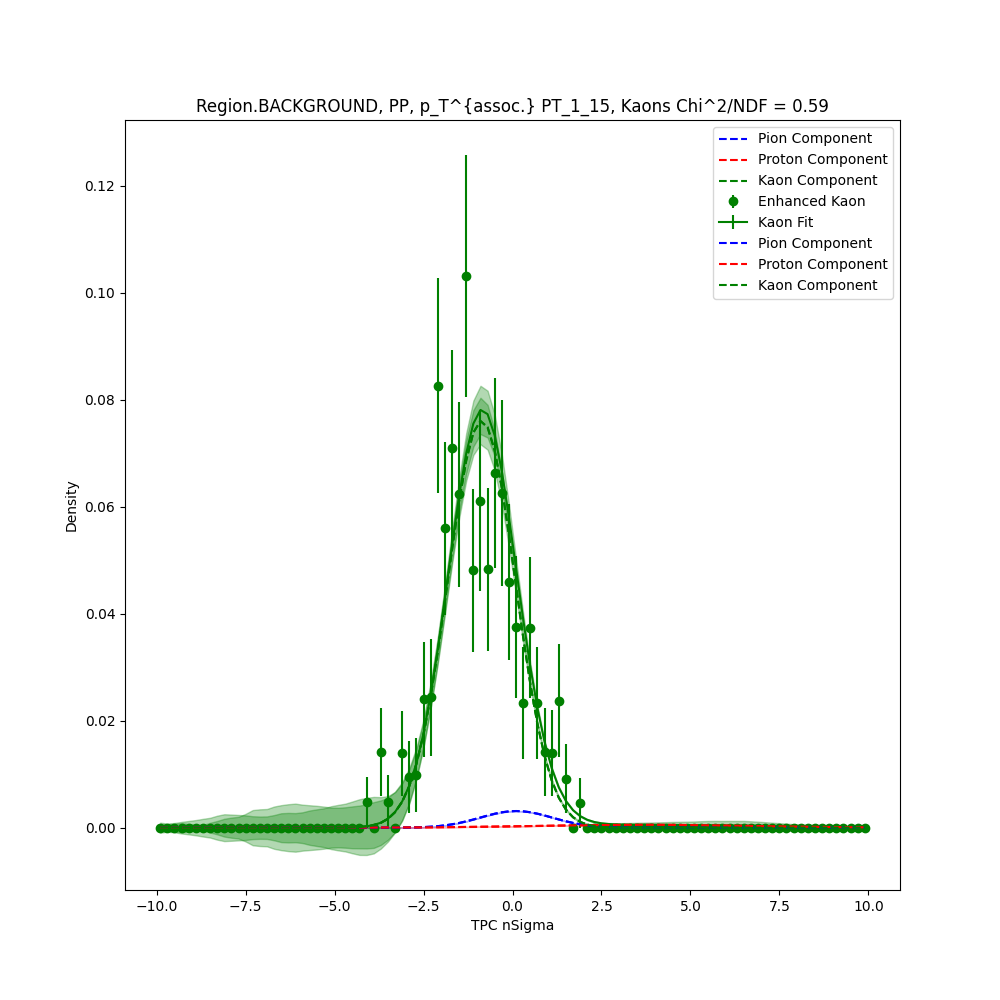 Region.BACKGROUND, PP, p_T^{assoc.} PT_1_15, Kaons Chi^2/NDF = 0.59
Pion Component
Proton Component
Kaon Component
Enhanced Kaon
Kaon Fit
Pion Component
Proton Component
Kaon Component
0.12
0.10
0.08
0.06
0.04
0.02
0.00
Density
−10.0 −7.5 −5.0 −2.5 0.0 2.5 5.0 7.5 10.0
TPC nSigma